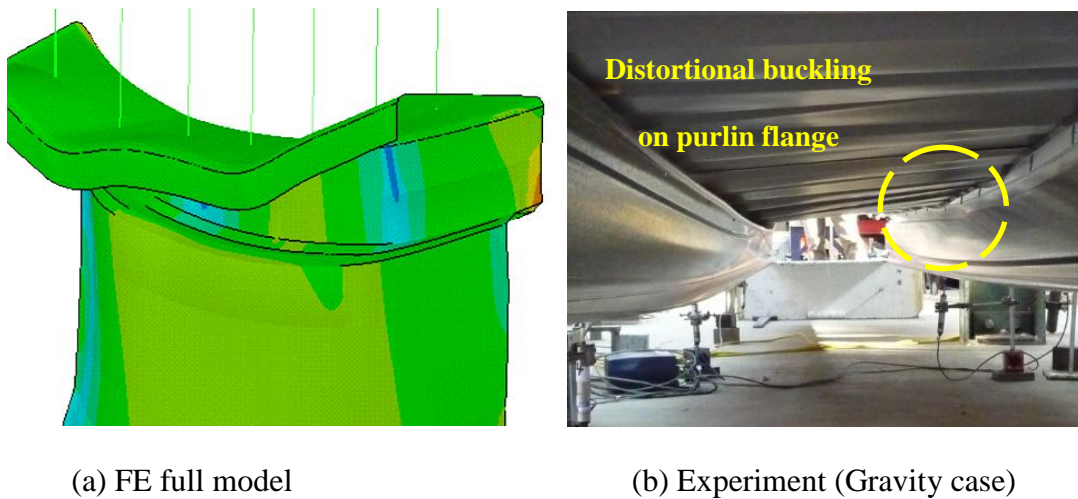 Distortional buckling
on purlin flange
(a) FE full model
(b) Experiment (Gravity case)